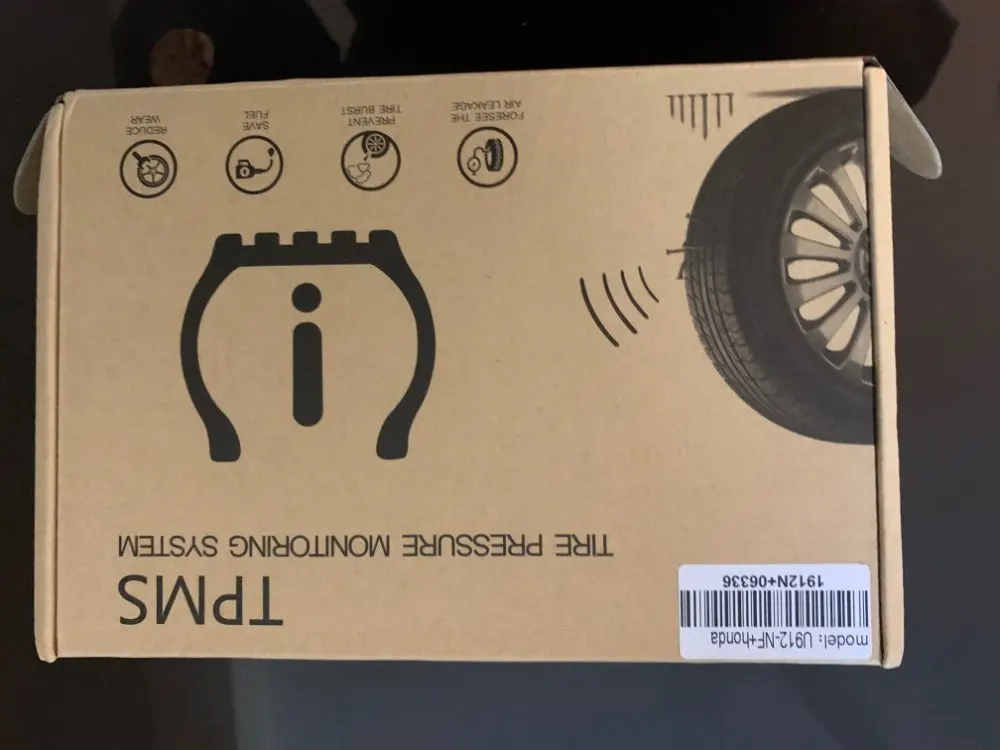 TPMS
TIRE PRESSURE MONITORING SYSTEM
FORESEE THE
AIR LEAKAGE
PREVENT
TIRE BURST
SAVE
FUEL
REDUCE
WEAR
model: U912-NF+honda
1912N+06336